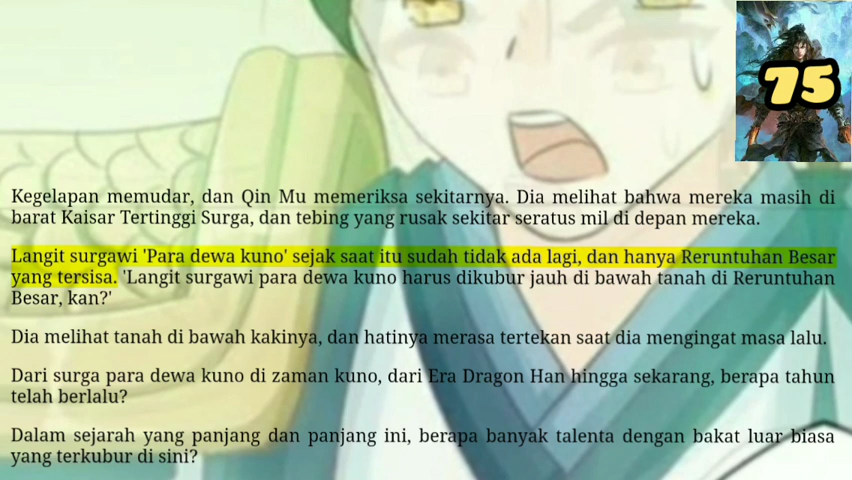 75
Kegelapan memudar, dan Qin Mu memeriksa sekitarnya. Dia melihat bahwa mereka masih di
barat Kaisar Tertinggi Surga, dan tebing yang rusak sekitar seratus mil di depan mereka.
Langit surgawi 'Para dewa kuno' sejak saat itu sudah tidak ada lagi, dan hanya Reruntuhan Besar
yang tersisa. 'Langit surgawi para dewa kuno harus dikubur jauh di bawah tanah di Reruntuhan
Besar, kan?'
Dia melihat tanah di bawah kakinya, dan hatinya merasa tertekan saat dia mengingat masa lalu.
Dari surga para dewa kuno di zaman kuno, dari Era Dragon Han hingga sekarang, berapa tahun
telah berlalu?
Dalam sejarah yang panjang dan panjang ini, berapa banyak talenta dengan bakat luar biasa
yang terkubur di sini?